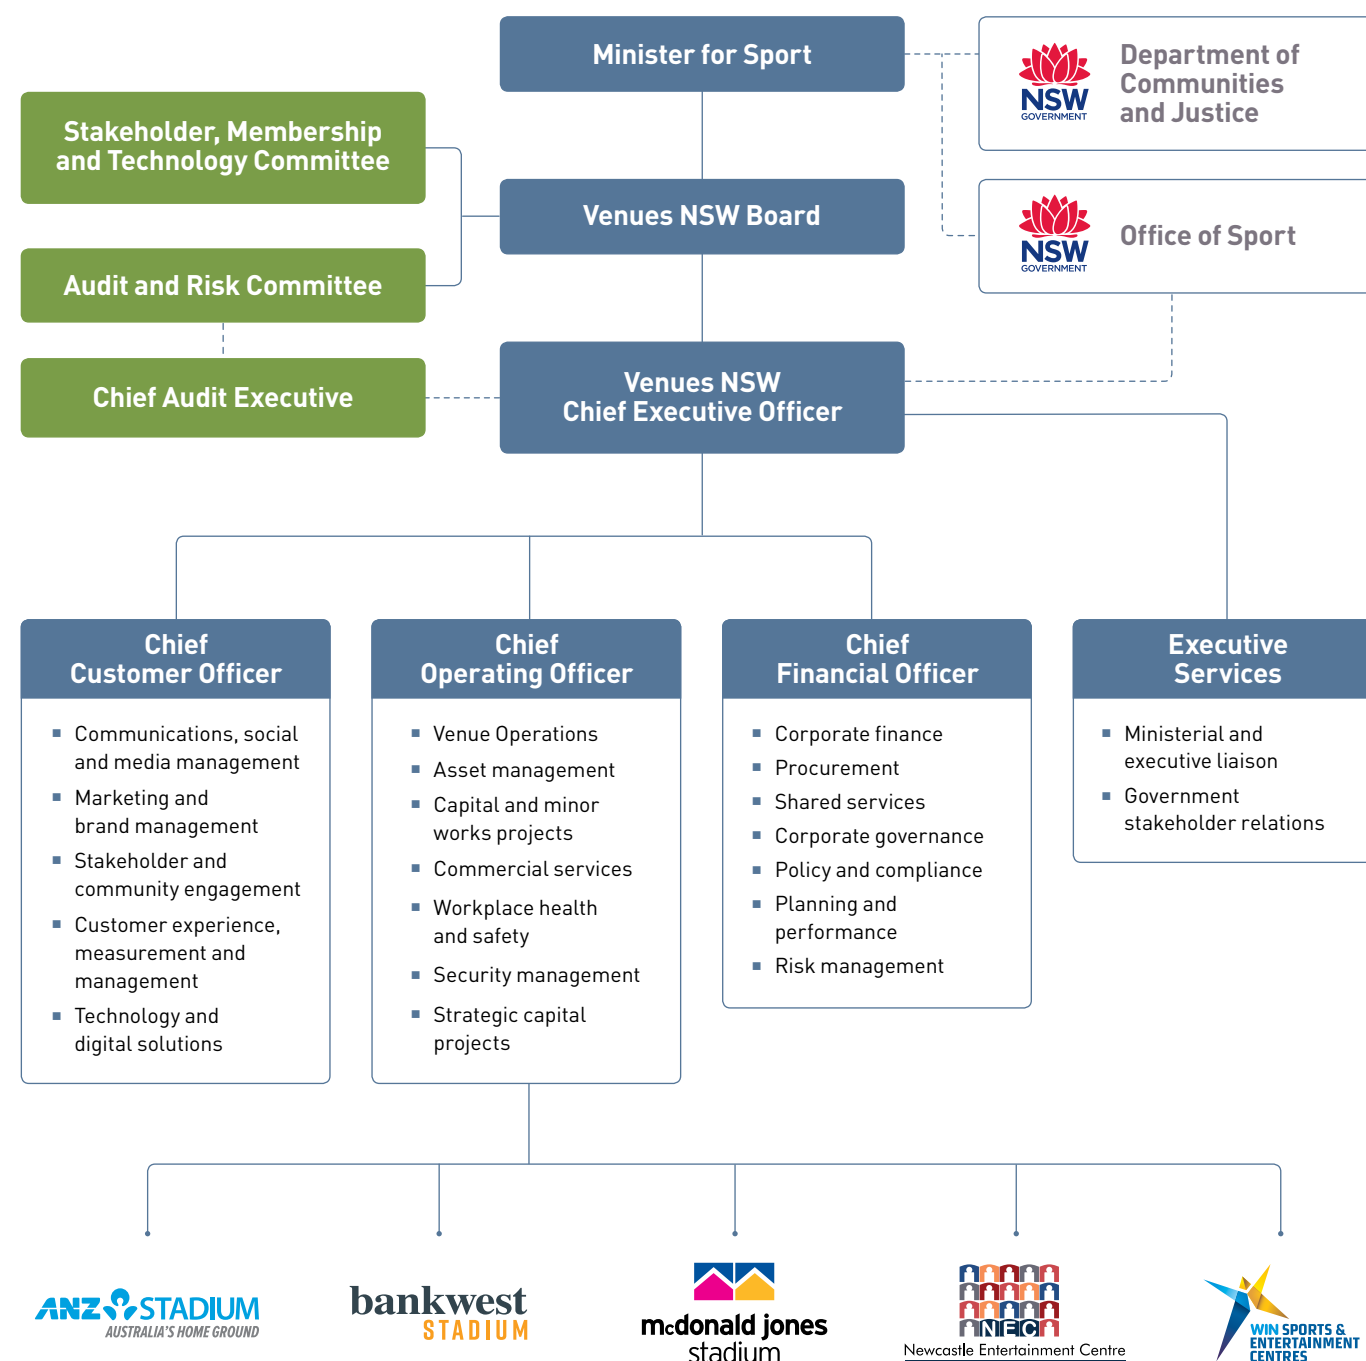 Minister for Sport
NSW
GOVERNMENT
Department of
Communities
and Justice
Stakeholder, Membership
and Technology Committee
Venues NSW Board
NSW
GOVERNMENT
Office of Sport
Audit and Risk Committee
Chief Audit Executive
Venues NSW
Chief Executive Officer
Chief
Customer Officer
Communications, social
and media management
Marketing and
brand management
Stakeholder and
community engagement
Customer experience,
measurement and
management
Technology and
digital solutions
Chief
Operating Officer
Venue Operations
Asset management
Capital and minor
works projects
Commercial services
Workplace health
and safety
Security management
Strategic capital
projects
Chief
Financial Officer
Corporate finance
Procurement
Shared services
Corporate governance
Policy and compliance
Planning and
performance
Risk management
Executive
Services
Ministerial and
executive liaison
Government
stakeholder relations
ANZ STADIUM
AUSTRALIA'S HOME GROUND
bankwest
STADIUM
mcdonald jones
stadium
NEC
Newcastle Entertainment Centre
WIN SPORTS &
ENTERTAINMENT
CENTRES